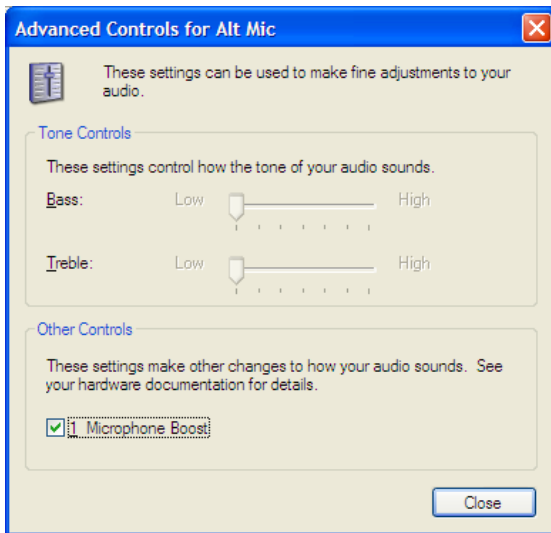 Advanced Controls for Alt Mic
These settings can be used to make fine adjustments to your
audio.
Tone Controls
These settings control how the tone of your audio sounds.
Bass: Low High
Treble: Low High
Other Controls
These settings make other changes to how your audio sounds. See
your hardware documentation for details.
1 Microphone Boost
Close